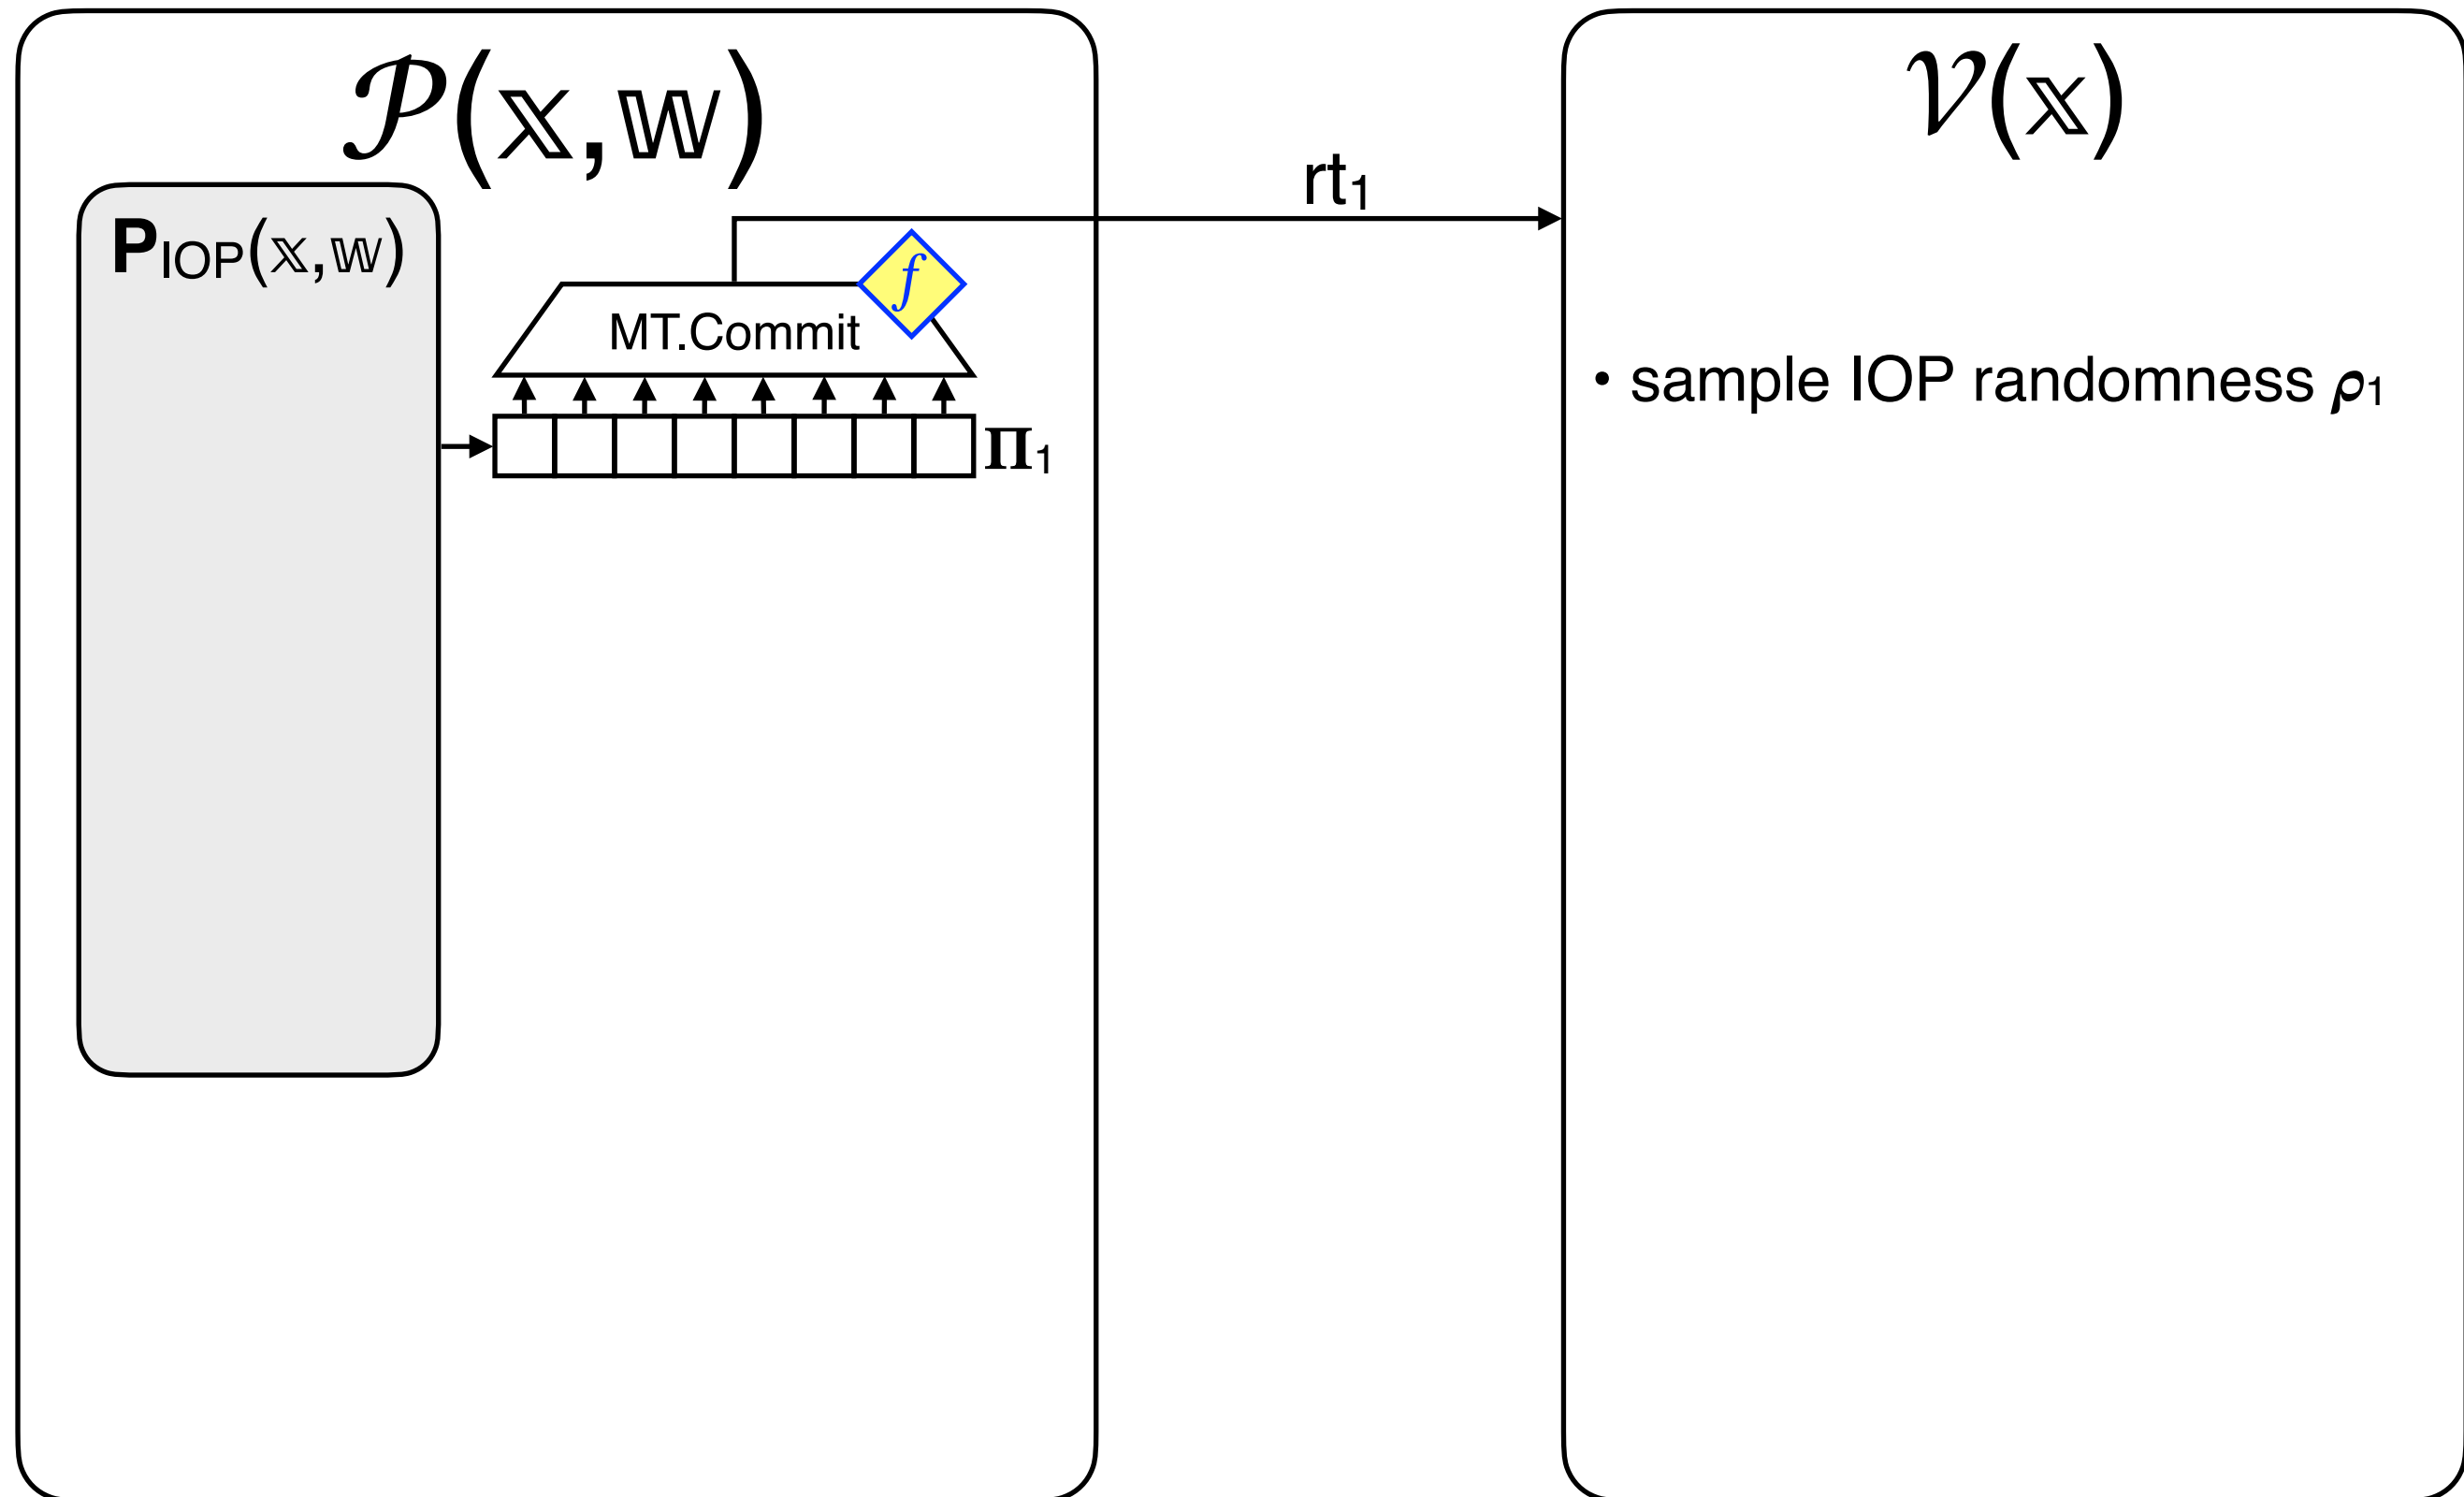 𝒫(𝕩,𝕨)
𝒱(𝕩)
rt₁
P_IOP(𝕩,𝕨)
f
MT.Commit
• sample IOP randomness ρ₁
Π₁